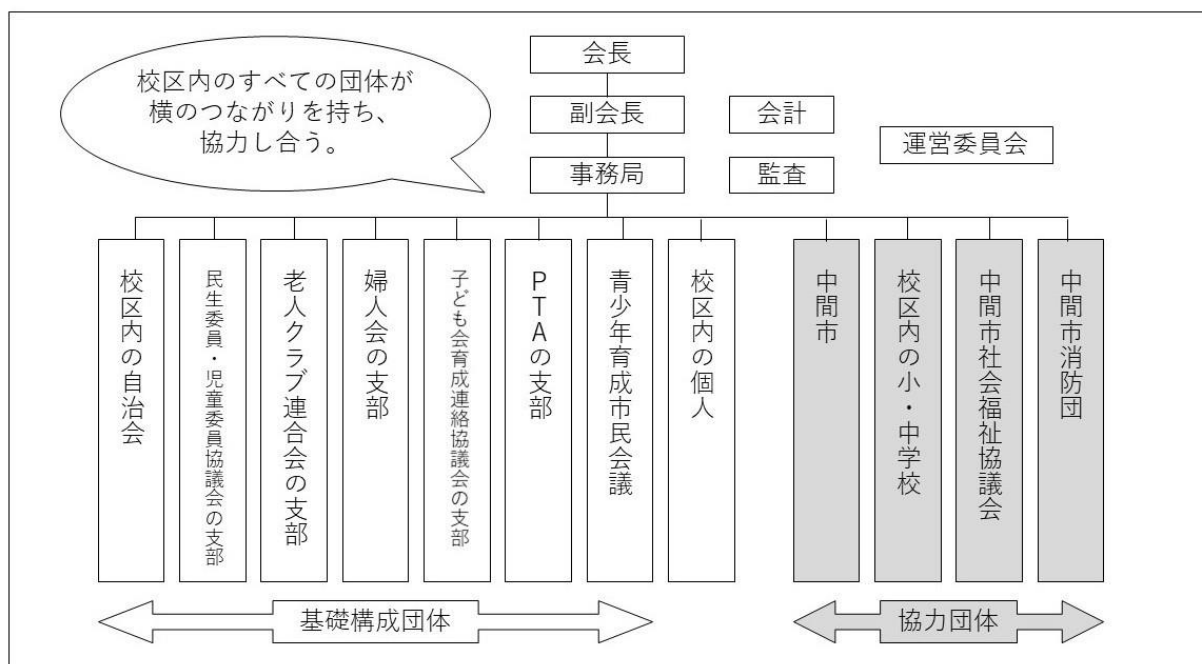 校区内のすべての団体が
横のつながりを持ち、
協力し合う。
会長
副会長
会計
運営委員会
事務局
監査
校区内の自治会
民生委員・児童委員協議会の支部
老人クラブ連合会の支部
婦人会の支部
子ども会育成連絡協議会の支部
PTAの支部
青少年育成市民会議
校区内の個人
中間市
校区内の小・中学校
中間市社会福祉協議会
中間市消防団
基礎構成団体
協力団体